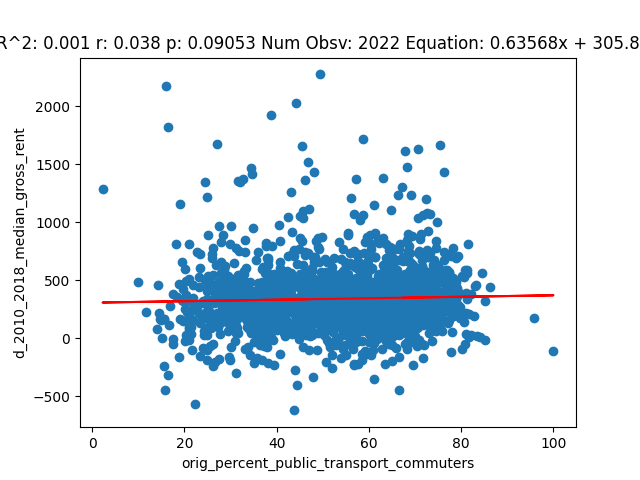 R^2: 0.001 r: 0.038 p: 0.09053 Num Obsv: 2022 Equation: 0.63568x + 305.8
d_2010_2018_median_gross_rent
2000
1500
1000
500
0
−500
0 20 40 60 80 100
orig_percent_public_transport_commuters